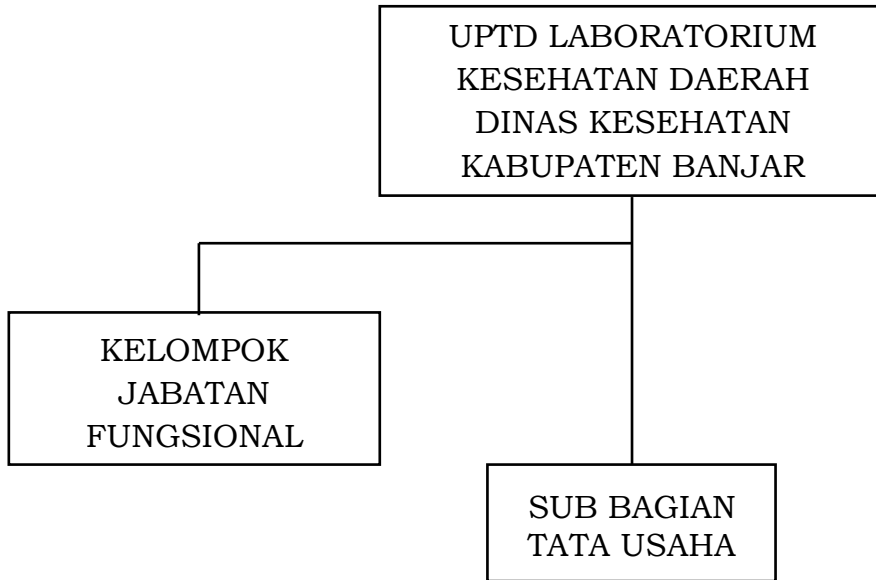 UPTD LABORATORIUM
KESEHATAN DAERAH
DINAS KESEHATAN
KABUPATEN BANJAR
KELOMPOK
JABATAN
FUNGSIONAL
SUB BAGIAN
TATA USAHA